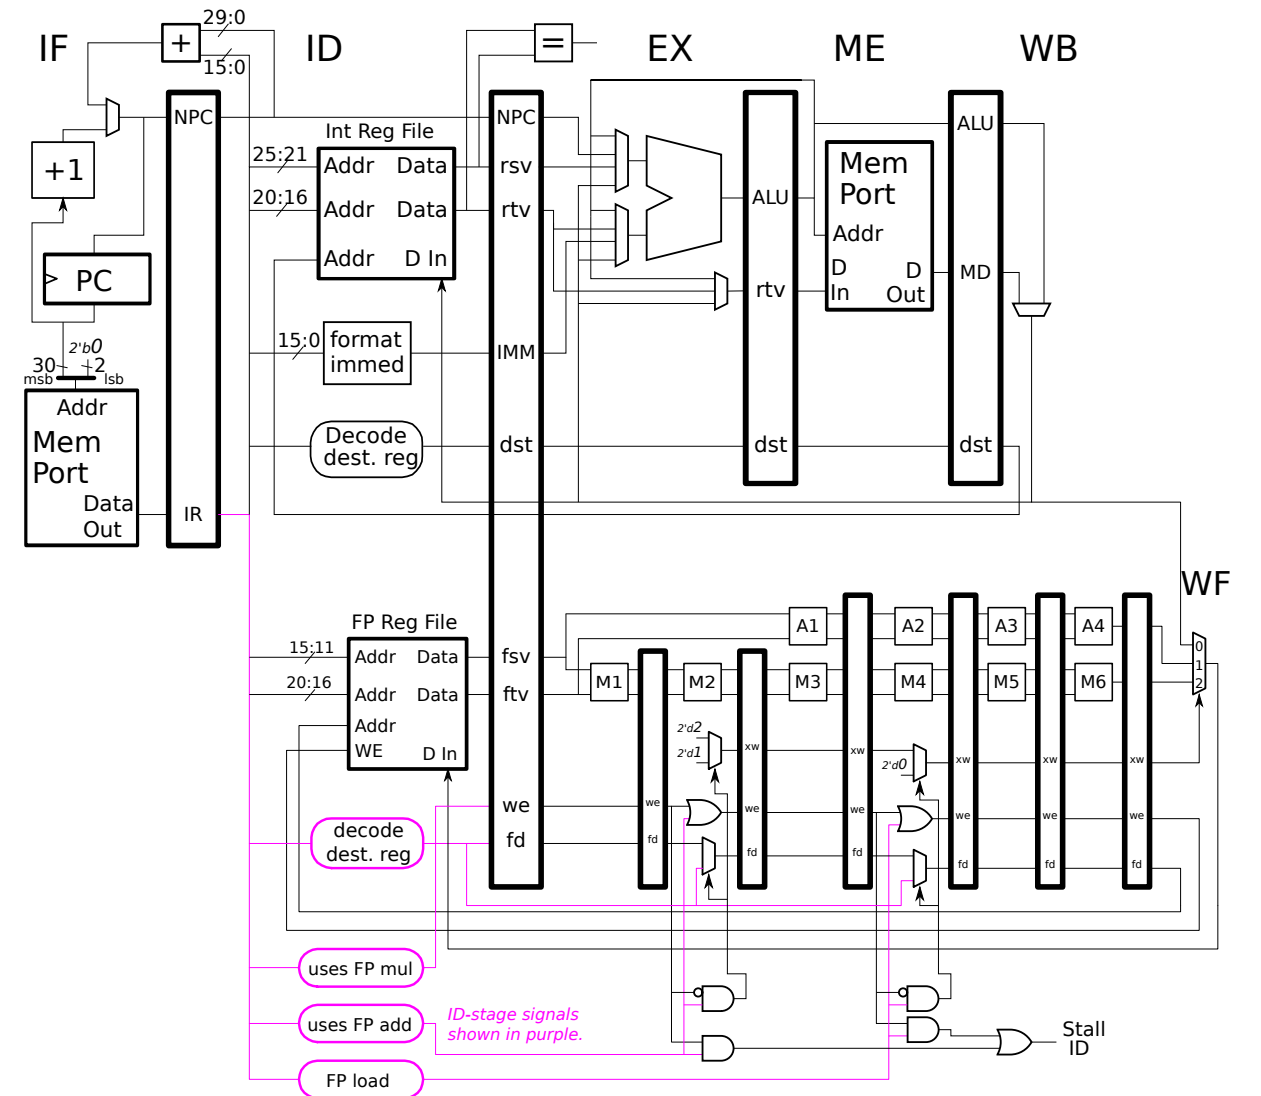 IF
ID
EX
ME
WB
29:0
15:0
+
=
NPC
+1
PC
2'b0
30
2
msb
lsb
Addr
Mem
Port
Data
Out
IR
25:21
20:16
15:0
Int Reg File
Addr
Data
Addr
Data
Addr
D In
format
immed
Decode
dest. reg
NPC
rsv
rtv
IMM
dst
ALU
rtv
dst
Mem
Port
Addr
D
In
D
Out
ALU
MD
dst
WF
FP Reg File
15:11
20:16
Addr
Data
Addr
Data
Addr
WE
D In
fsv
ftv
we
fd
A1
A2
A3
A4
M1
M2
M3
M4
M5
M6
0
1
2
2'd2
2'd1
2'd0
xw
xw
xw
xw
xw
we
we
we
we
we
we
fd
fd
fd
fd
fd
fd
decode
dest. reg
uses FP mul
uses FP add
FP load
ID-stage signals
shown in purple.
Stall
ID